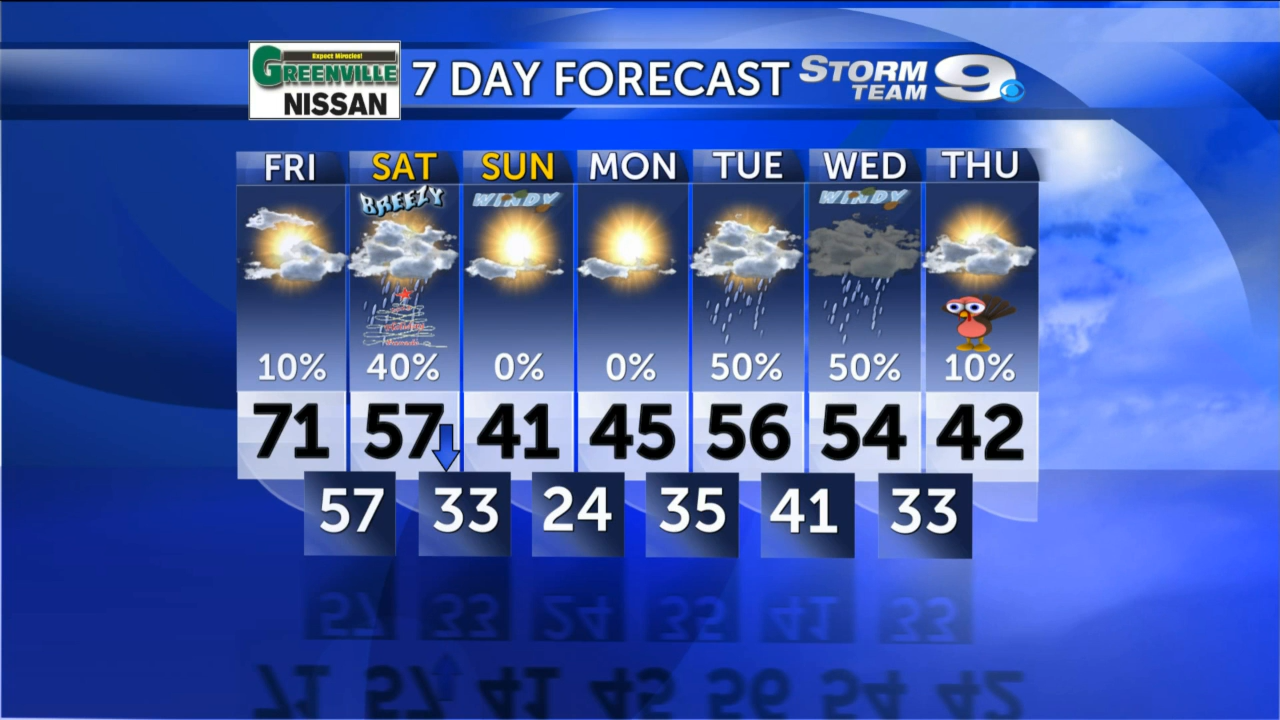 Expect Miracles!
GREENVILLE
NISSAN
7 DAY FORECAST
STORM
TEAM
9
FRI SAT SUN MON TUE WED THU
BREEZY WINDY WINDY
10% 40% 0% 0% 50% 50% 10%
71 57 41 45 56 54 42
57 33 24 35 41 33